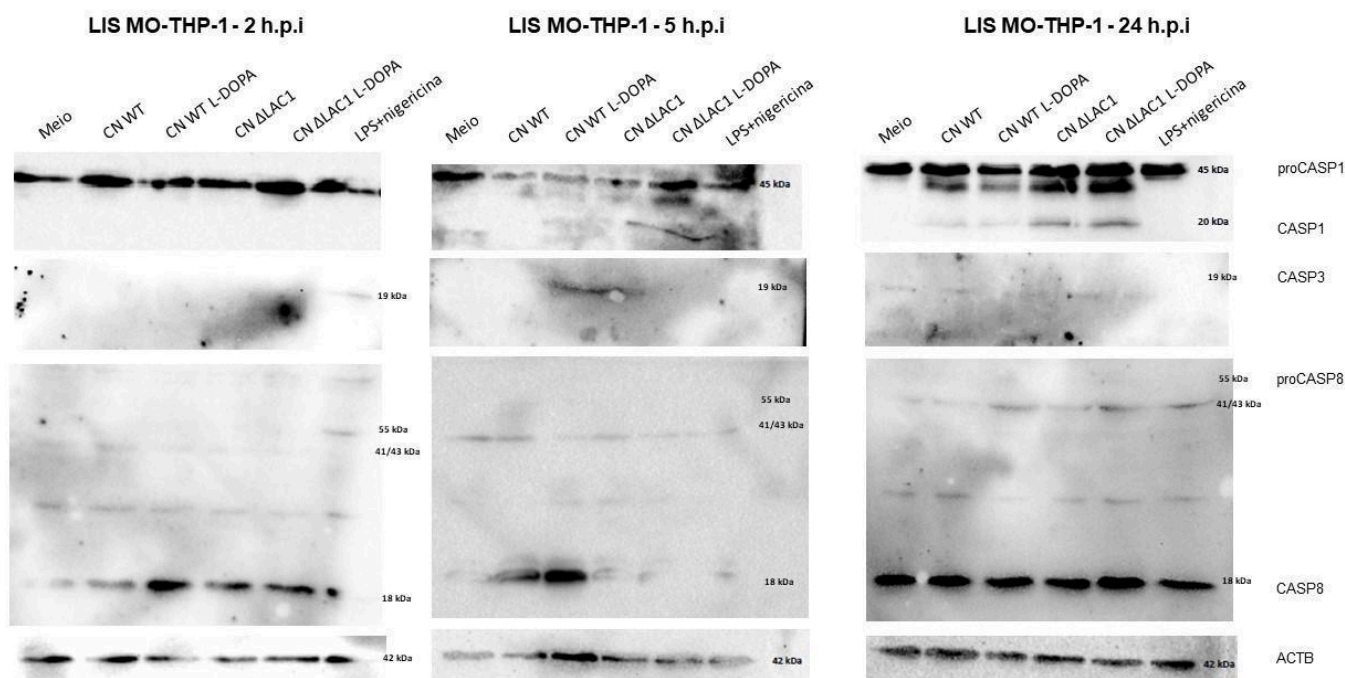 LIS MO-THP-1 - 2 h.p.i
Meio
CN WT
CN WT L-DOPA
CN ΔLAC1
CN ΔLAC1 L-DOPA
LPS+nigericina
19 kDa
55 kDa
41/43 kDa
18 kDa
42 kDa
LIS MO-THP-1 - 5 h.p.i
Meio
CN WT
CN WT L-DOPA
CN ΔLAC1
CN ΔLAC1 L-DOPA
LPS+nigericina
45 kDa
19 kDa
55 kDa
41/43 kDa
18 kDa
42 kDa
LIS MO-THP-1 - 24 h.p.i
Meio
CN WT
CN WT L-DOPA
CN ΔLAC1
CN ΔLAC1 L-DOPA
LPS+nigericina
45 kDa
20 kDa
19 kDa
55 kDa
41/43 kDa
18 kDa
42 kDa
proCASP1
CASP1
CASP3
proCASP8
CASP8
ACTB